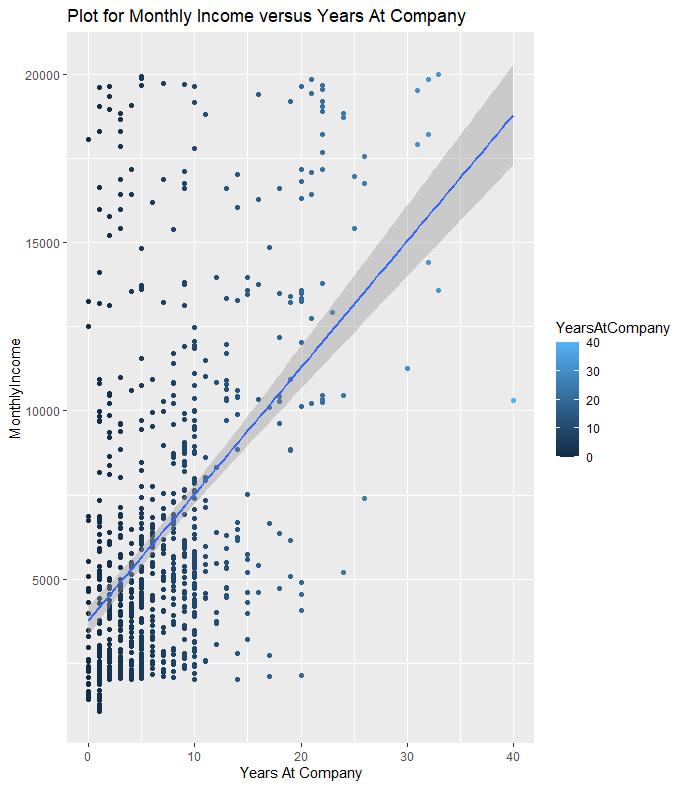 Plot for Monthly Income versus Years At Company
20000
15000
10000
5000
MonthlyIncome
0 10 20 30 40
Years At Company
YearsAtCompany
40
30
20
10
0